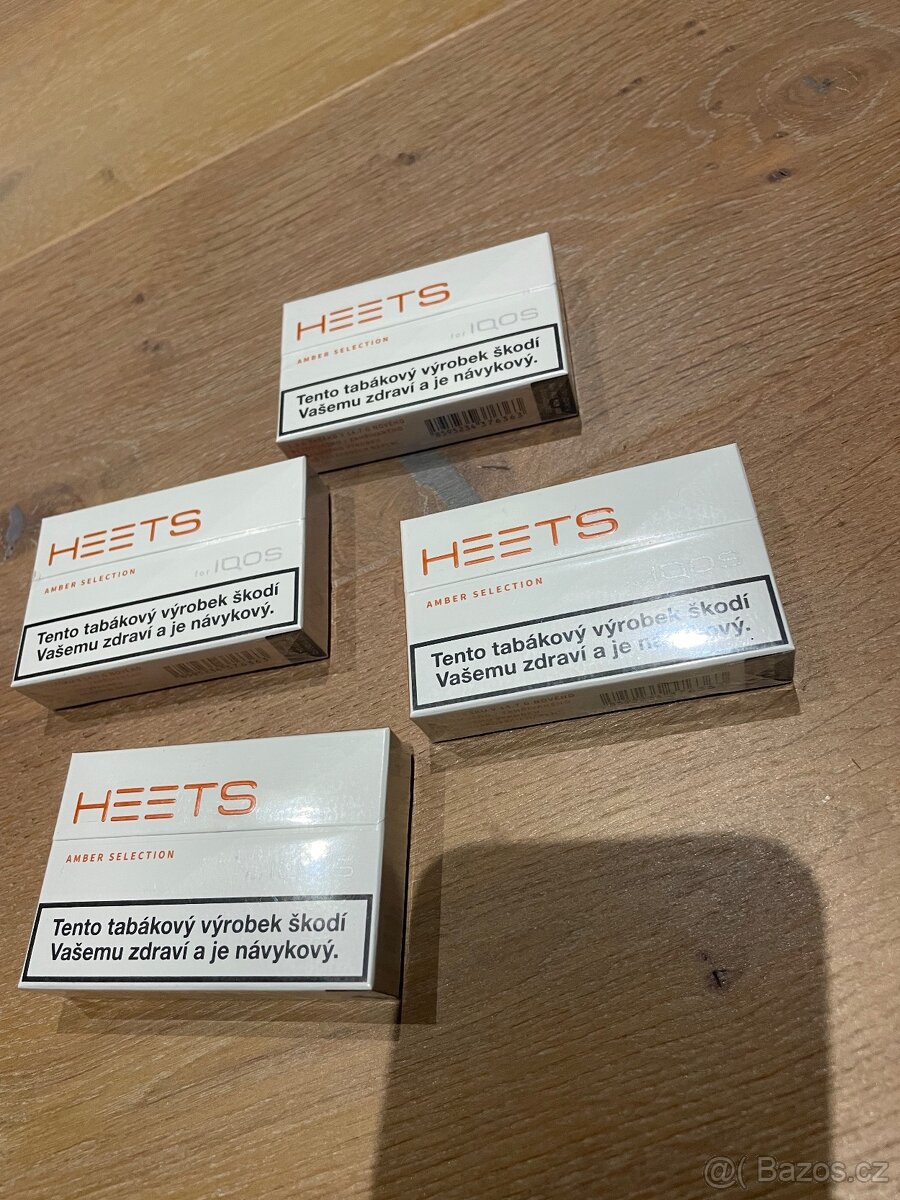 HEETS
AMBER SELECTION
for IQOS
Tento tabákový výrobek škodí
Vašemu zdraví a je návykový.
HEETS
AMBER SELECTION
for IQOS
Tento tabákový výrobek škodí
Vašemu zdraví a je návykový.
HEETS
AMBER SELECTION
IQOS
Tento tabákový výrobek škodí
Vašemu zdraví a je návykový.
HEETS
AMBER SELECTION
Tento tabákový výrobek škodí
Vašemu zdraví a je návykový.
@( Bazos.cz